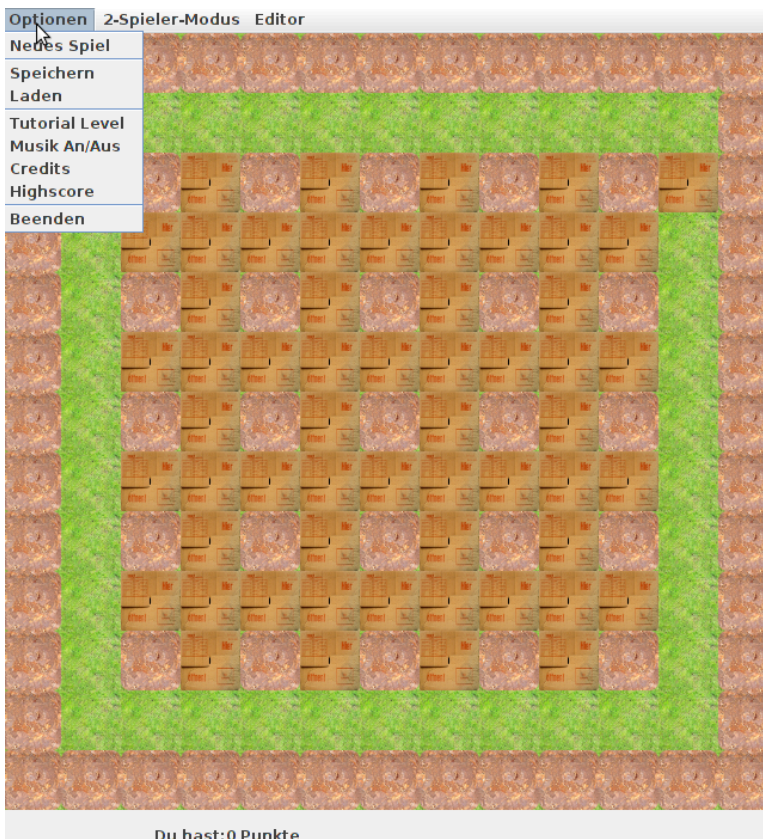 Optionen 2-Spieler-Modus Editor
Neues Spiel
Speichern
Laden
Tutorial Level
Musik An/Aus
Credits
Highscore
Beenden
Du hast:0 Punkte